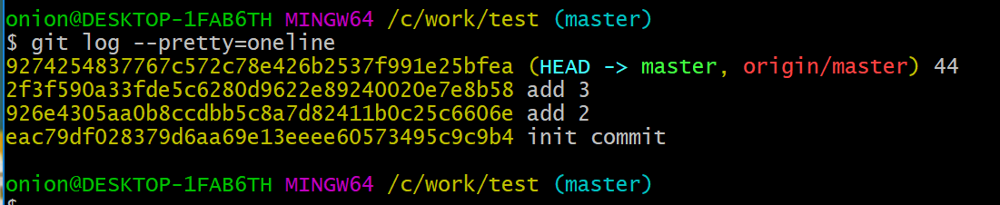 onion@DESKTOP-1FAB6TH MINGW64 /c/work/test (master)
$ git log --pretty=oneline
9274254837767c572c78e426b2537f991e25bfea (HEAD -> master, origin/master) 44
2f3f590a33fde5c6280d9622e89240020e7e8b58 add 3
926e4305aa0b8ccdbb5c8a7d82411b0c25c6606e add 2
eac79df028379d6aa69e13eeee60573495c9c9b4 init commit
onion@DESKTOP-1FAB6TH MINGW64 /c/work/test (master)
$